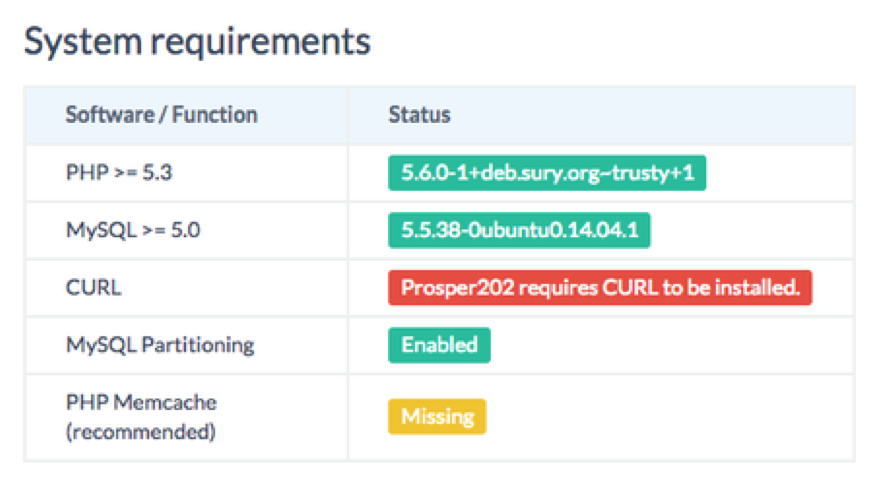 System requirements
Software / Function Status
PHP >= 5.3 5.6.0-1+deb.sury.org~trusty+1
MySQL >= 5.0 5.5.38-0ubuntu0.14.04.1
CURL Prosper202 requires CURL to be installed.
MySQL Partitioning Enabled
PHP Memcache
(recommended) Missing